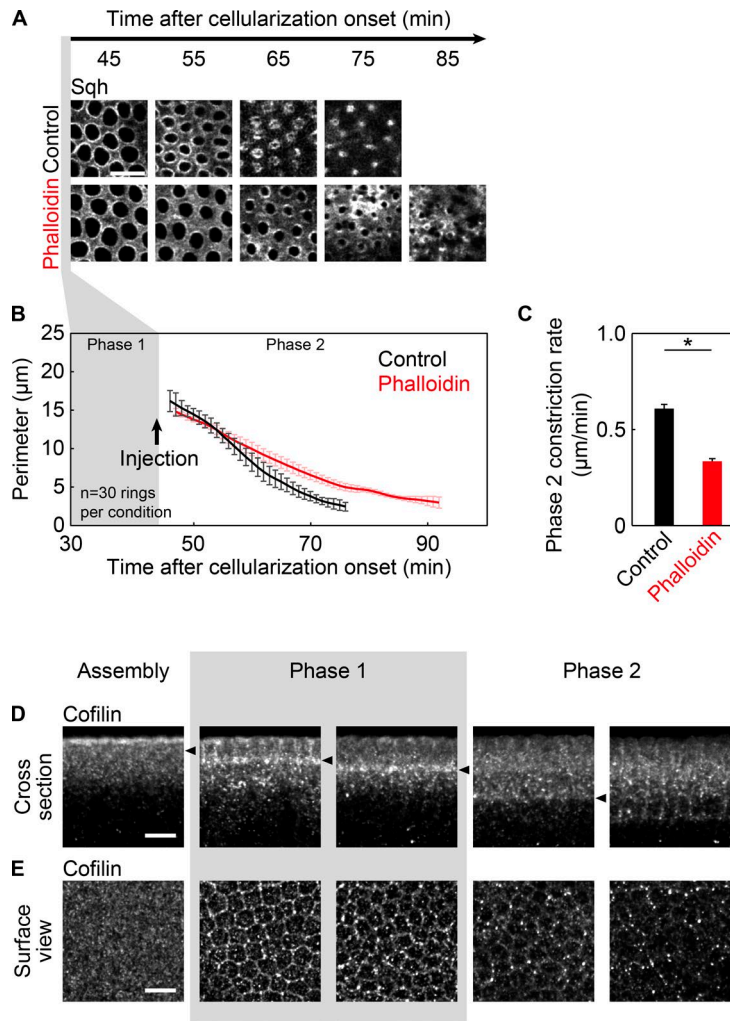 A
Time after cellularization onset (min)
45 55 65 75 85
Sqh
Control
Phalloidin
B
25
20
15
10
5
0
Perimeter (μm)
Phase 1
Phase 2
Control
Phalloidin
Injection
n=30 rings
per condition
30 50 70 90
Time after cellularization onset (min)
C
1.0
0.5
0
Phase 2 constriction rate
(μm/min)
*
Control
Phalloidin
Assembly Phase 1 Phase 2
D
Cofilin
Cross
section
E
Cofilin
Surface
view